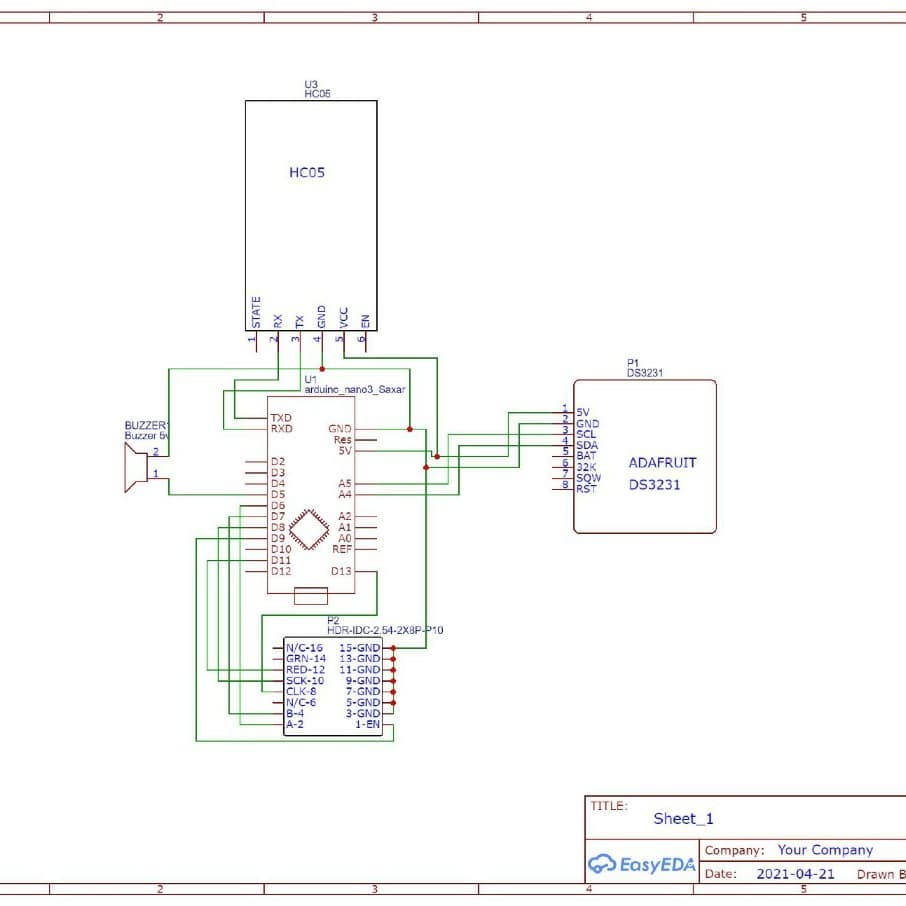 2 3 4 5
U3
HC05
HC05
1 STATE
2 RX
3 TX
4 GND
5 VCC
6 EN
U1
arduino_nano3_Saxar
TXD
RXD
GND
Res
5V
D2
D3
D4
D5
D6
D7
D8
D9
D10
D11
D12
A5
A4
A2
A1
A0
REF
D13
BUZZER
Buzzer 5v
2
1
P1
DS3231
1 5V
2 GND
3 SCL
4 SDA
5 BAT
6 32K
7 SQW
8 RST
ADAFRUIT
DS3231
P2
HDR-IDC-2.54-2X8P-P10
N/C-16 15-GND
GRN-14 13-GND
RED-12 11-GND
SCK-10 9-GND
CLK-8 7-GND
N/C-6 5-GND
B-4 3-GND
A-2 1-EN
TITLE:
Sheet_1
EasyEDA
Company: Your Company
Date: 2021-04-21 Drawn B
2 3 4 5